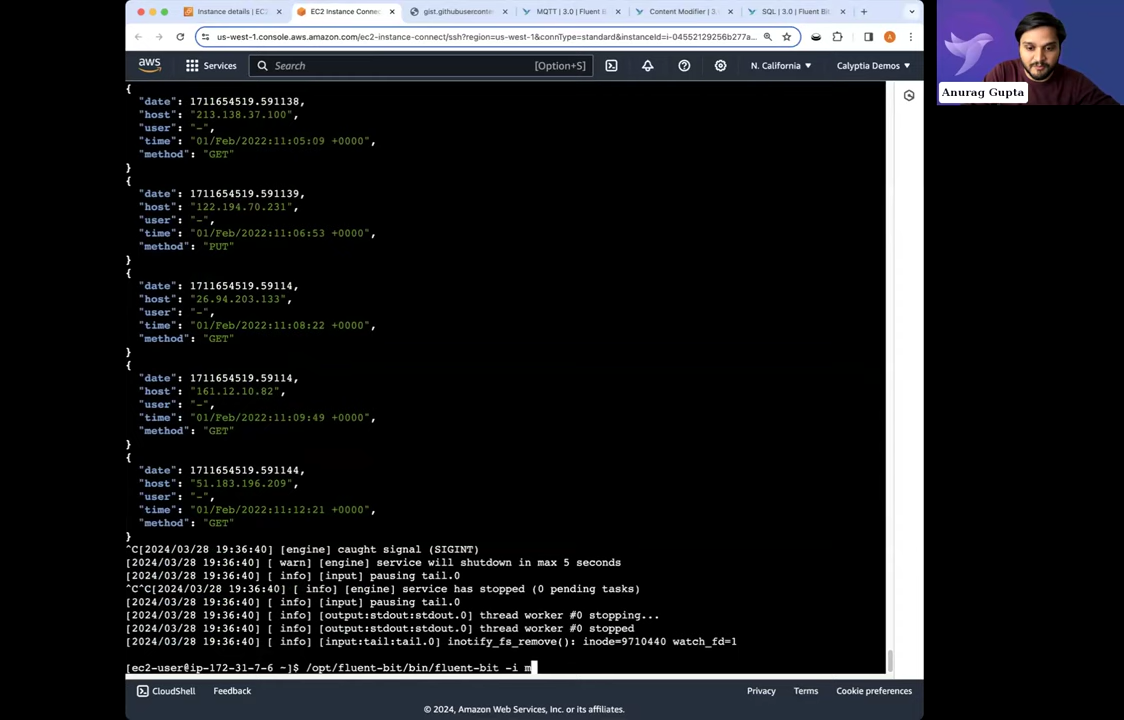 Instance details | EC2
EC2 Instance Connec
gist.githubuserconten
MQTT | 3.0 | Fluent B
Content Modifier | 3.
SQL | 3.0 | Fluent Bit
us-west-1.console.aws.amazon.com/ec2-instance-connect/ssh?region=us-west-1&connType=standard&instanceId=i-04552129256b277a...
A
aws
Services
Search
[Option+S]
N. California
Calyptia Demos
Anurag Gupta
{
"date": 1711654519.591138,
"host": "213.138.37.100",
"user": "-",
"time": "01/Feb/2022:11:05:09 +0000",
"method": "GET"
}
{
"date": 1711654519.591139,
"host": "122.194.70.231",
"user": "-",
"time": "01/Feb/2022:11:06:53 +0000",
"method": "PUT"
}
{
"date": 1711654519.59114,
"host": "26.94.203.133",
"user": "-",
"time": "01/Feb/2022:11:08:22 +0000",
"method": "GET"
}
{
"date": 1711654519.59114,
"host": "161.12.10.82",
"user": "-",
"time": "01/Feb/2022:11:09:49 +0000",
"method": "GET"
}
{
"date": 1711654519.591144,
"host": "51.183.196.209",
"user": "-",
"time": "01/Feb/2022:11:12:21 +0000",
"method": "GET"
}
^C[2024/03/28 19:36:40] [engine] caught signal (SIGINT)
[2024/03/28 19:36:40] [ warn] [engine] service will shutdown in max 5 seconds
[2024/03/28 19:36:40] [ info] [input] pausing tail.0
^C^C[2024/03/28 19:36:40] [ info] [engine] service has stopped (0 pending tasks)
[2024/03/28 19:36:40] [ info] [input] pausing tail.0
[2024/03/28 19:36:40] [ info] [output:stdout:stdout.0] thread worker #0 stopping...
[2024/03/28 19:36:40] [ info] [output:stdout:stdout.0] thread worker #0 stopped
[2024/03/28 19:36:40] [ info] [input:tail:tail.0] inotify_fs_remove(): inode=9710440 watch_fd=1
[ec2-user@ip-172-31-7-6 ~]$ /opt/fluent-bit/bin/fluent-bit -i m
CloudShell
Feedback
Privacy
Terms
Cookie preferences
© 2024, Amazon Web Services, Inc. or its affiliates.